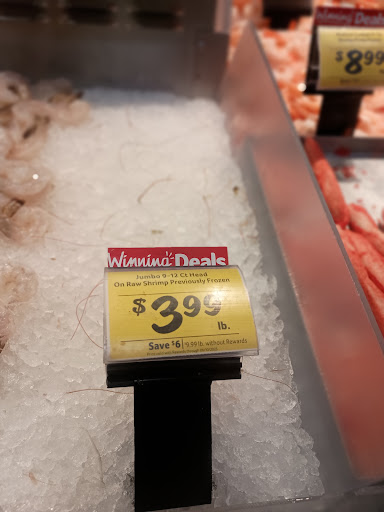 Winning Deals
$8.99
Winning Deals
Jumbo 9-12 Ct Head
On Raw Shrimp Previously Frozen
$3.99
lb.
Save $6 $9.99 lb. without Rewards